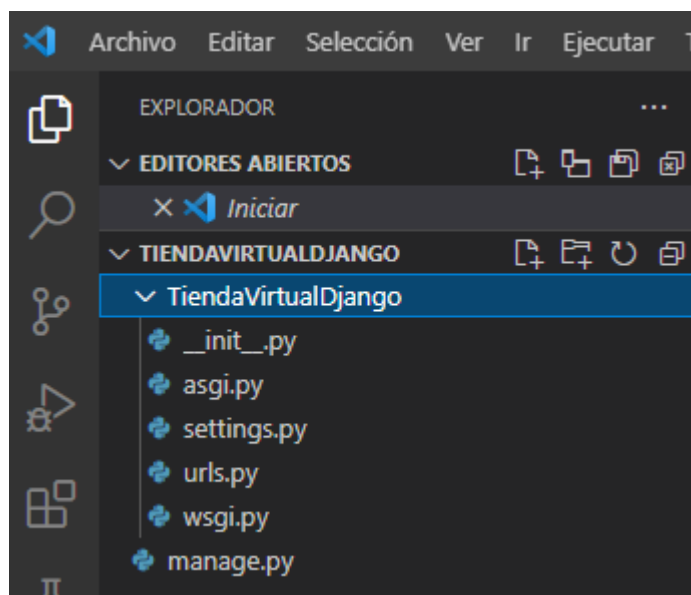 Archivo Editar Selección Ver Ir Ejecutar
EXPLORADOR
EDITORES ABIERTOS
Iniciar
TIENDAVIRTUALDJANGO
TiendaVirtualDjango
__init__.py
asgi.py
settings.py
urls.py
wsgi.py
manage.py